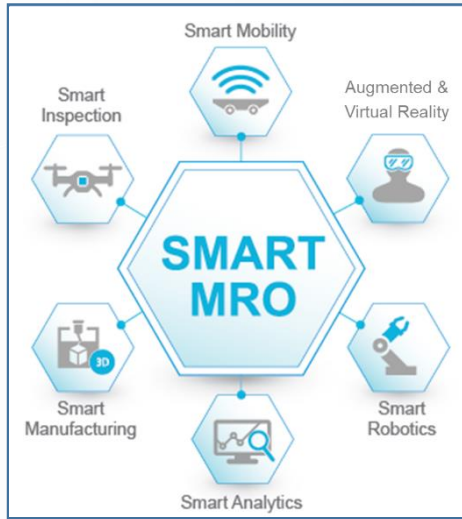 Smart Mobility
Augmented &
Virtual Reality
Smart
Inspection
SMART
MRO
3D
Smart
Manufacturing
Smart
Robotics
Smart Analytics